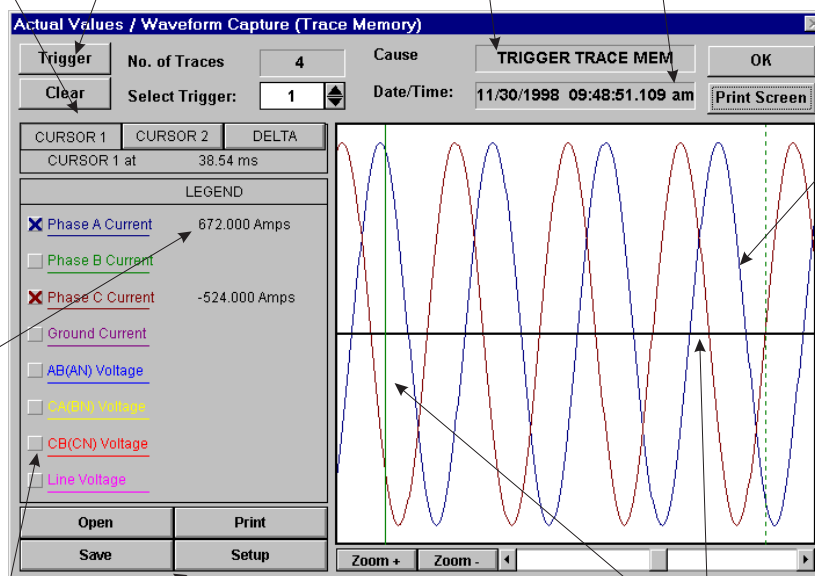 Actual Values / Waveform Capture (Trace Memory)
Trigger
No. of Traces
4
Cause
TRIGGER TRACE MEM
OK
Clear
Select Trigger:
1
Date/Time:
11/30/1998 09:48:51.109 am
Print Screen
CURSOR 1
CURSOR 2
DELTA
CURSOR 1 at 38.54 ms
LEGEND
Phase A Current 672.000 Amps
Phase B Current
Phase C Current -524.000 Amps
Ground Current
AB(AN) Voltage
CA(BN) Voltage
CB(CN) Voltage
Line Voltage
Open
Print
Save
Setup
Zoom +
Zoom -